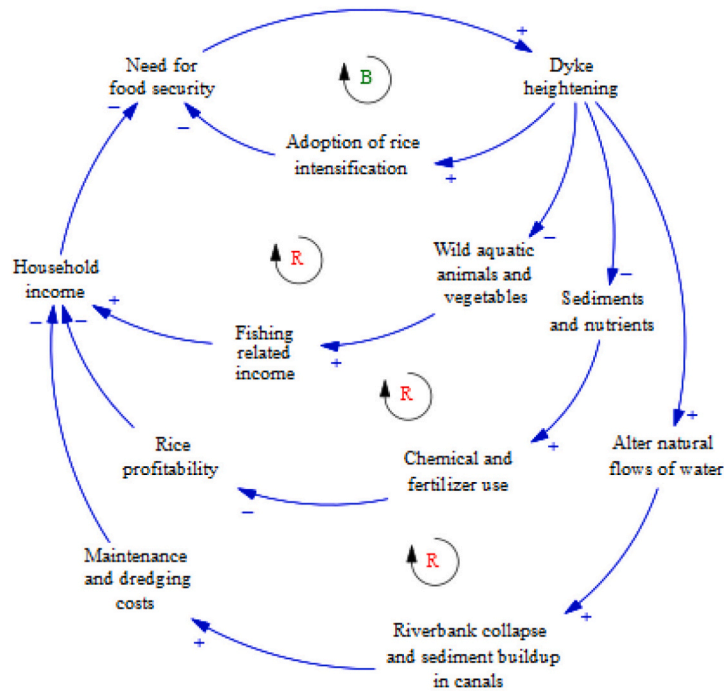 Need for
food security
Dyke
heightening
B
Adoption of rice
intensification
R
Wild aquatic
animals and
vegetables
Household
income
Sediments
and nutrients
Fishing
related
income
R
Rice
profitability
Chemical and
fertilizer use
Alter natural
flows of water
R
Maintenance
and dredging
costs
Riverbank collapse
and sediment buildup
in canals
+
−
−
+
−
−
+
−
−
+
+
+
+
−
+
+